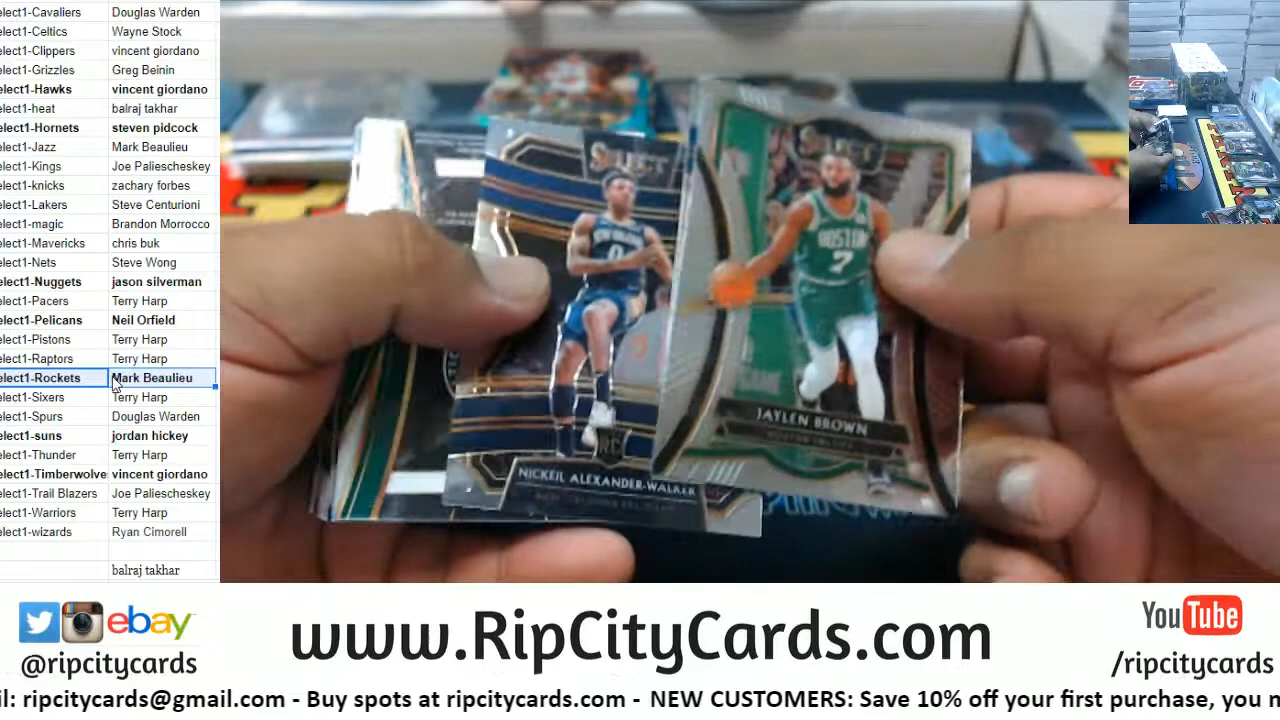 elect1-Cavaliers Douglas Warden
elect1-Celtics Wayne Stock
elect1-Clippers vincent giordano
elect1-Grizzles Greg Beinin
elect1-Hawks vincent giordano
elect1-heat balraj takhar
elect1-Hornets steven pidcock
elect1-Jazz Mark Beaulieu
elect1-Kings Joe Paliescheskey
elect1-knicks zachary forbes
elect1-Lakers Steve Centurioni
elect1-magic Brandon Morrocco
elect1-Mavericks chris buk
elect1-Nets Steve Wong
elect1-Nuggets jason silverman
elect1-Pacers Terry Harp
elect1-Pelicans Neil Orfield
elect1-Pistons Terry Harp
elect1-Raptors Terry Harp
elect1-Rockets Mark Beaulieu
elect1-Sixers Terry Harp
elect1-Spurs Douglas Warden
elect1-suns jordan hickey
elect1-Thunder Terry Harp
elect1-Timberwolve vincent giordano
elect1-Trail Blazers Joe Paliescheskey
elect1-Warriors Terry Harp
elect1-wizards Ryan Cimorell
balraj takhar
SELECT
0
RC
NICKEIL ALEXANDER-WALKER
SELECT
BOSTON
7
JAYLEN BROWN
BOSTON CELTICS
ebay
@ripcitycards
www.RipCityCards.com
YouTube
/ripcitycards
il: ripcitycards@gmail.com - Buy spots at ripcitycards.com - NEW CUSTOMERS: Save 10% off your first purchase, you